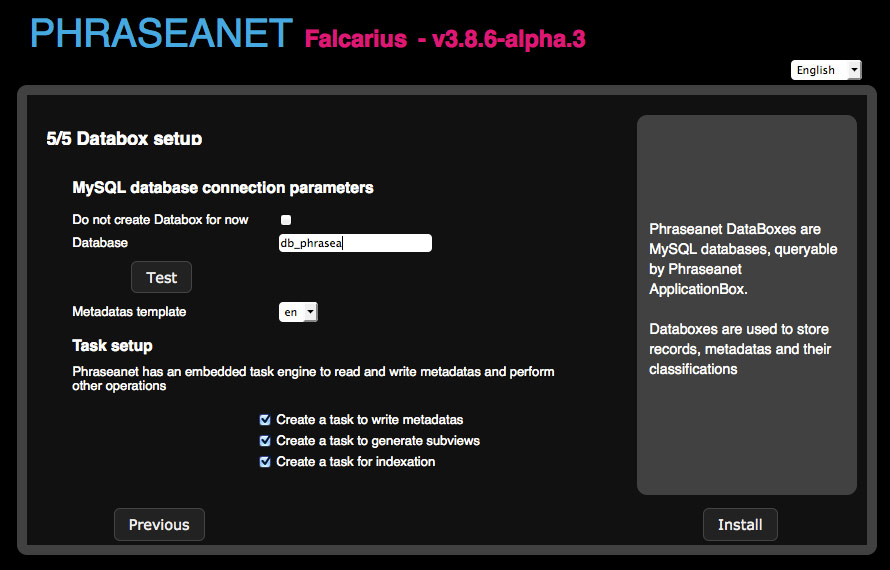 PHRASEANET Falcarius - v3.8.6-alpha.3
English
5/5 Databox setup
MySQL database connection parameters
Do not create Databox for now
Database db_phrasea
Test
Metadatas template en
Task setup
Phraseanet has an embedded task engine to read and write metadatas and perform
other operations
Create a task to write metadatas
Create a task to generate subviews
Create a task for indexation
Previous
Phraseanet DataBoxes are
MySQL databases, queryable
by Phraseanet
ApplicationBox.
Databoxes are used to store
records, metadatas and their
classifications
Install